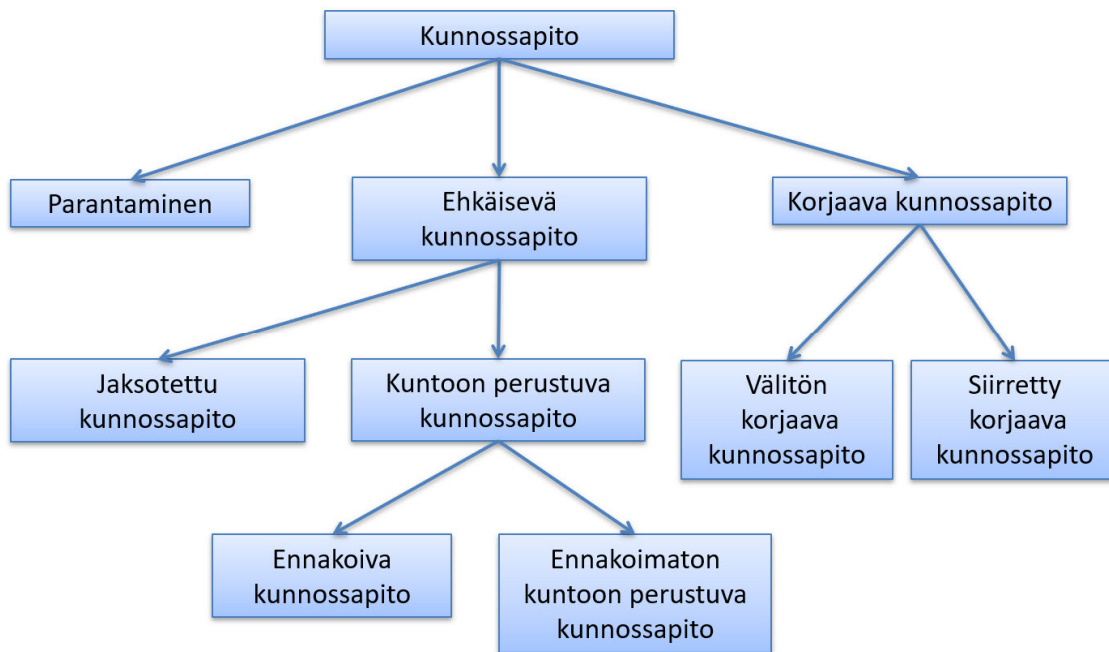 Kunnossapito
Parantaminen
Ehkäisevä
kunnossapito
Korjaava kunnossapito
Jaksotettu
kunnossapito
Kuntoon perustuva
kunnossapito
Välitön
korjaava
kunnossapito
Siirretty
korjaava
kunnossapito
Ennakoiva
kunnossapito
Ennakoimaton
kuntoon perustuva
kunnossapito